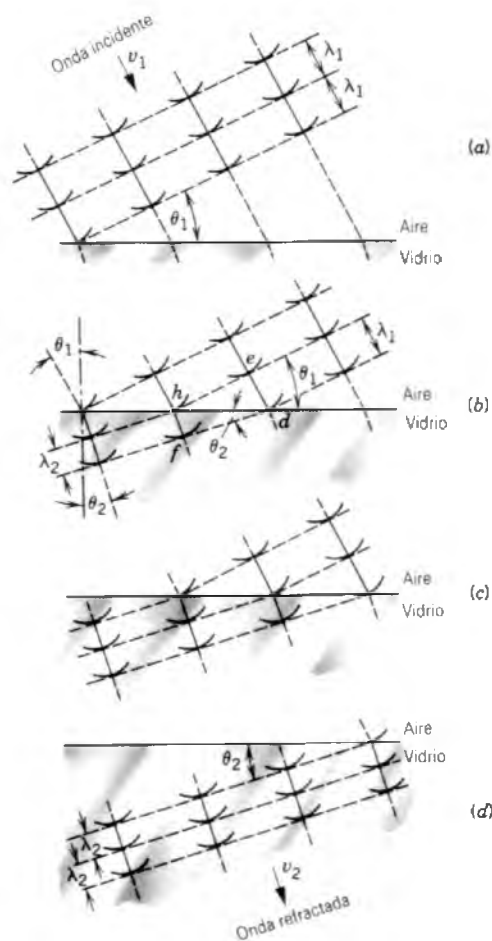 Onda incidente
v₁
λ₁
λ₁
θ₁
(a)
Aire
Vidrio
θ₁
h
e
θ₁
λ₁
Aire
Vidrio
(b)
d
f
θ₂
λ₂
θ₂
Aire
Vidrio
(c)
Aire
Vidrio
θ₂
(d)
λ₂
λ₂
v₂
Onda refractada